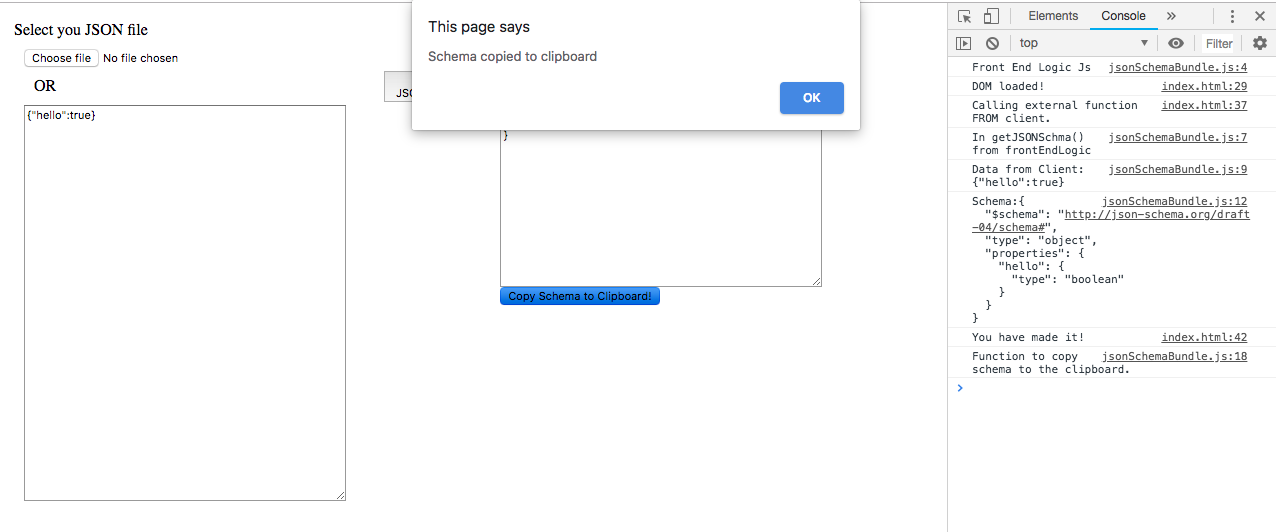 Select you JSON file
Choose file No file chosen
OR
{"hello":true}
JSO
This page says
Schema copied to clipboard
OK
}
Copy Schema to Clipboard!
Elements Console »
top Filter
Front End Logic Js jsonSchemaBundle.js:4
DOM loaded! index.html:29
Calling external function index.html:37
FROM client.
In getJSONSchma() jsonSchemaBundle.js:7
from frontEndLogic
Data from Client: jsonSchemaBundle.js:9
{"hello":true}
Schema:{ jsonSchemaBundle.js:12
"$schema": "http://json-schema.org/draft
-04/schema#",
"type": "object",
"properties": {
"hello": {
"type": "boolean"
}
}
}
You have made it! index.html:42
Function to copy jsonSchemaBundle.js:18
schema to the clipboard.
>